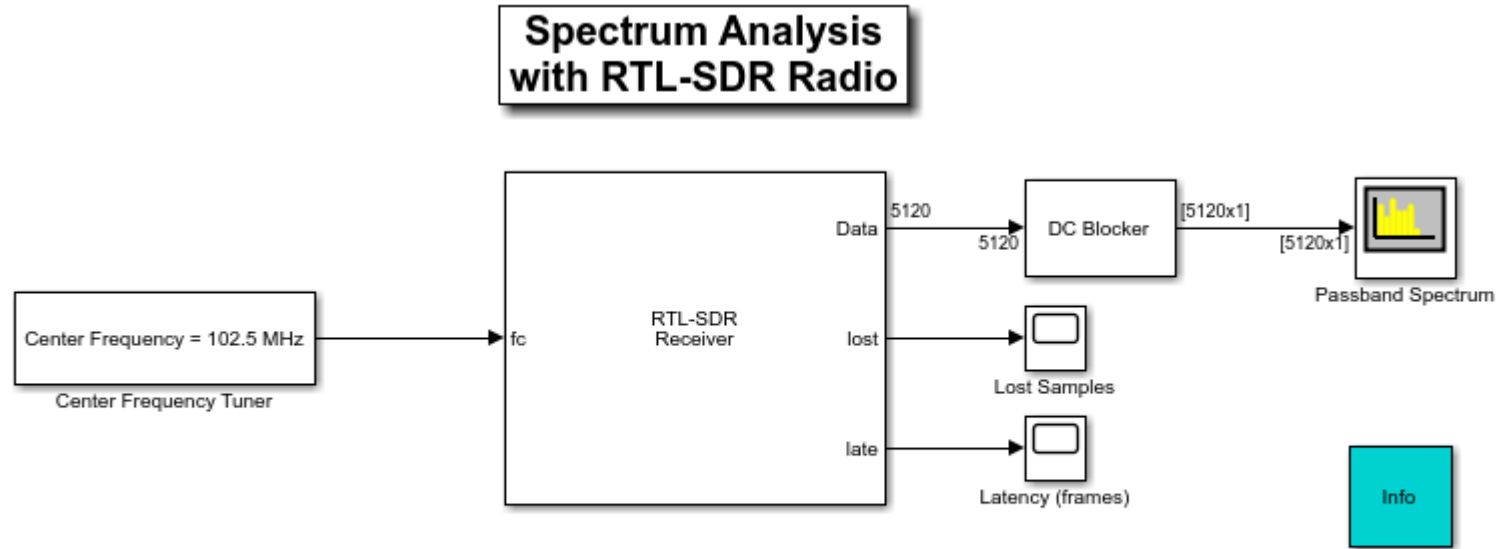 Spectrum Analysis
with RTL-SDR Radio
Center Frequency = 102.5 MHz
Center Frequency Tuner
fc
RTL-SDR
Receiver
Data
lost
late
5120
5120
DC Blocker
[5120x1]
[5120x1]
Passband Spectrum
Lost Samples
Latency (frames)
Info